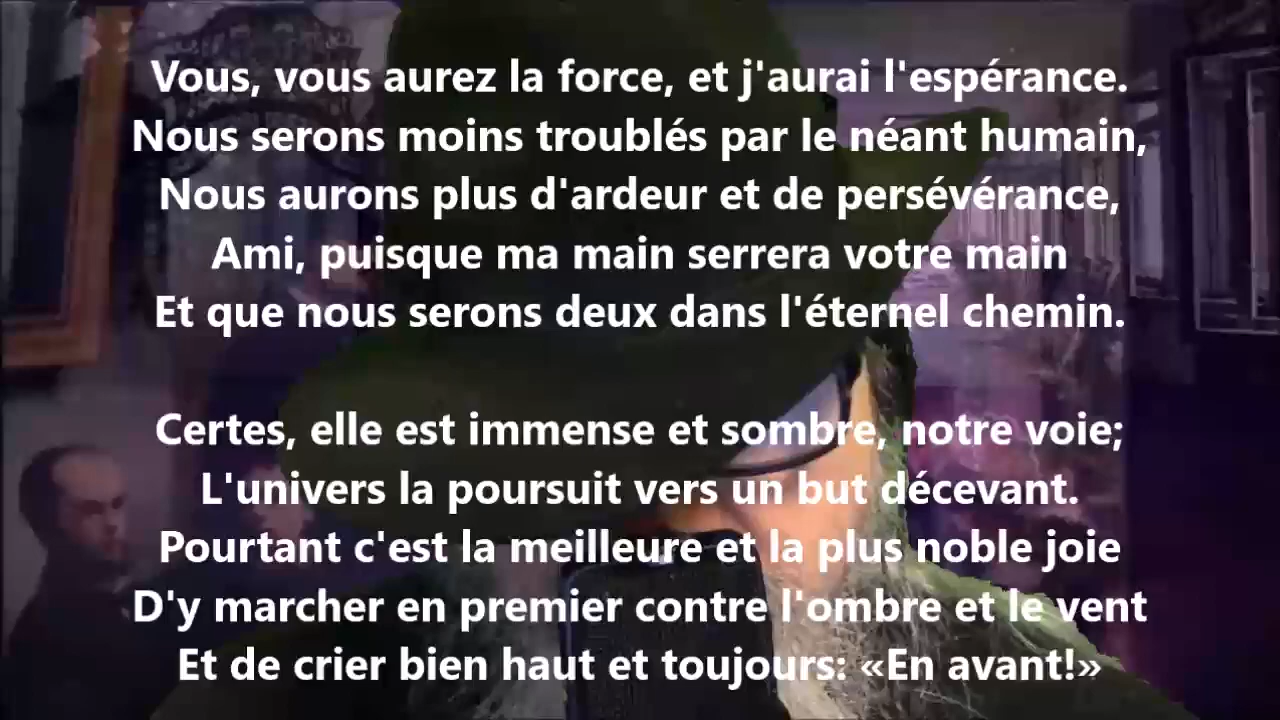 Vous, vous aurez la force, et j'aurai l'espérance.
Nous serons moins troublés par le néant humain,
Nous aurons plus d'ardeur et de persévérance,
Ami, puisque ma main serrera votre main
Et que nous serons deux dans l'éternel chemin.
Certes, elle est immense et sombre, notre voie;
L'univers la poursuit vers un but décevant.
Pourtant c'est la meilleure et la plus noble joie
D'y marcher en premier contre l'ombre et le vent
Et de crier bien haut et toujours: «En avant!»